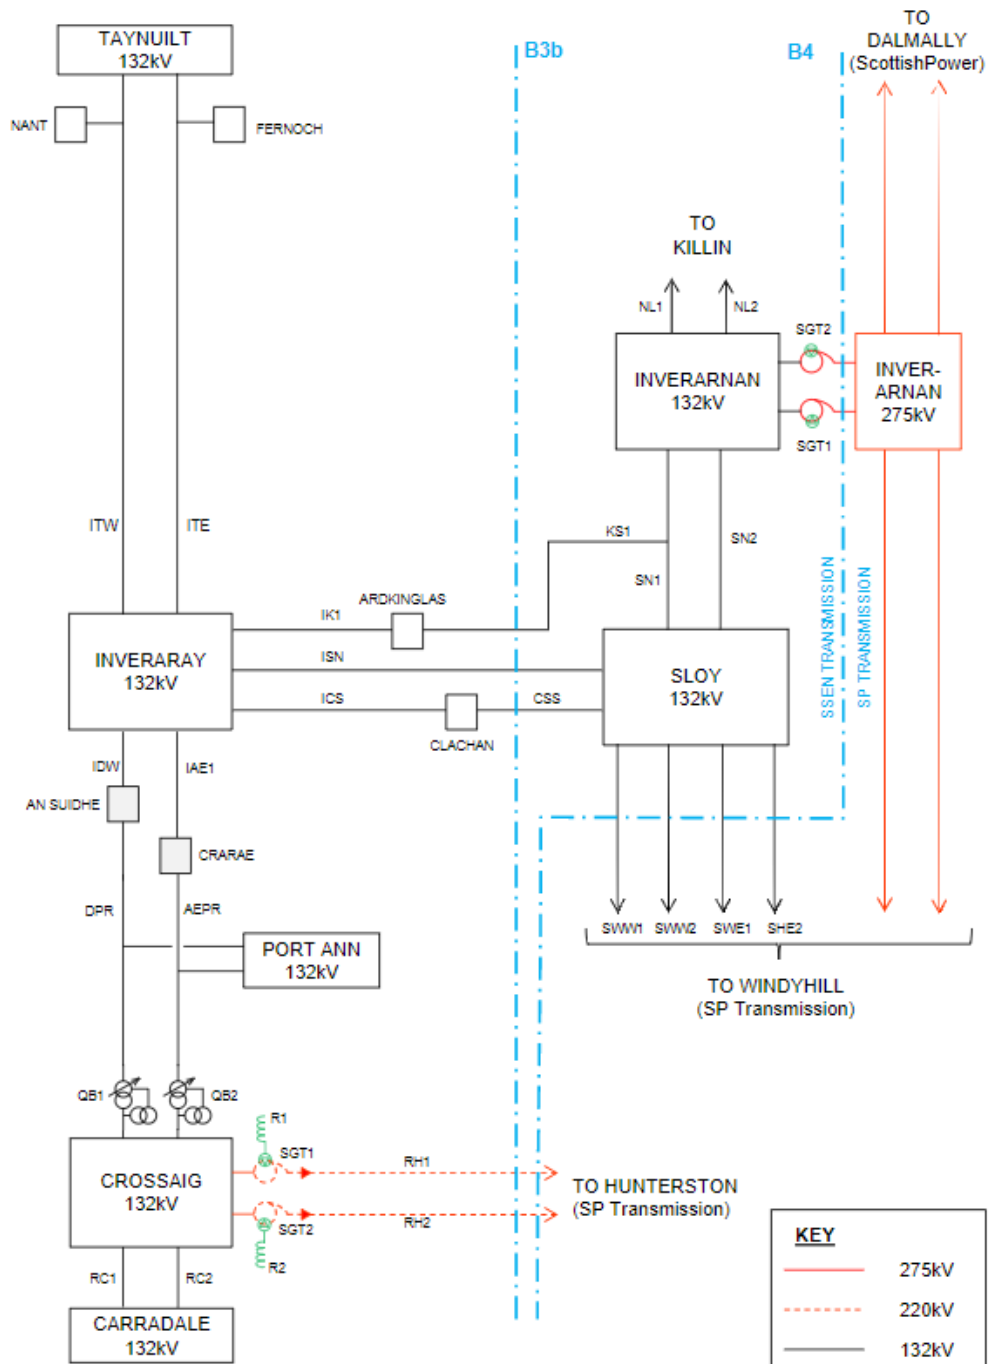 TAYNUILT
132kV
NANT
FERNOCH
B3b
B4
TO
DALMALLY
(ScottishPower)
TO
KILLIN
NL1
NL2
SGT2
INVERARNAN
132kV
INVER-
ARNAN
275kV
SGT1
ITW
ITE
KS1
SN2
SN1
ARDKINGLAS
IK1
INVERARAY
132kV
ISN
ICS
CSS
CLACHAN
SLOY
132kV
SSEN TRANSMISSION
SP TRANSMISSION
IDW
IAE1
AN SUIDHE
CRARAE
DPR
AEPR
PORT ANN
132kV
SWW1
SWW2
SWE1
SHE2
TO WINDYHILL
(SP Transmission)
QB1
QB2
R1
SGT1
RH1
CROSSAIG
132kV
TO HUNTERSTON
(SP Transmission)
SGT2
RH2
R2
RC1
RC2
CARRADALE
132kV
KEY
275kV
220kV
132kV